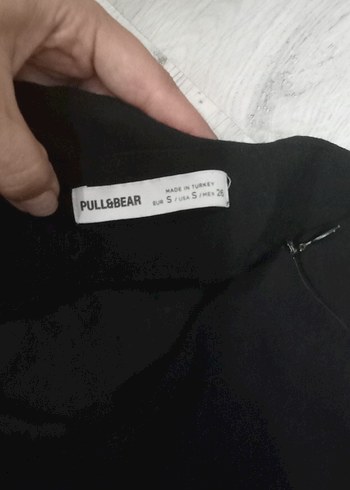 PULL&BEAR
MADE IN TURKEY
EUR S / USA S / MEX 26